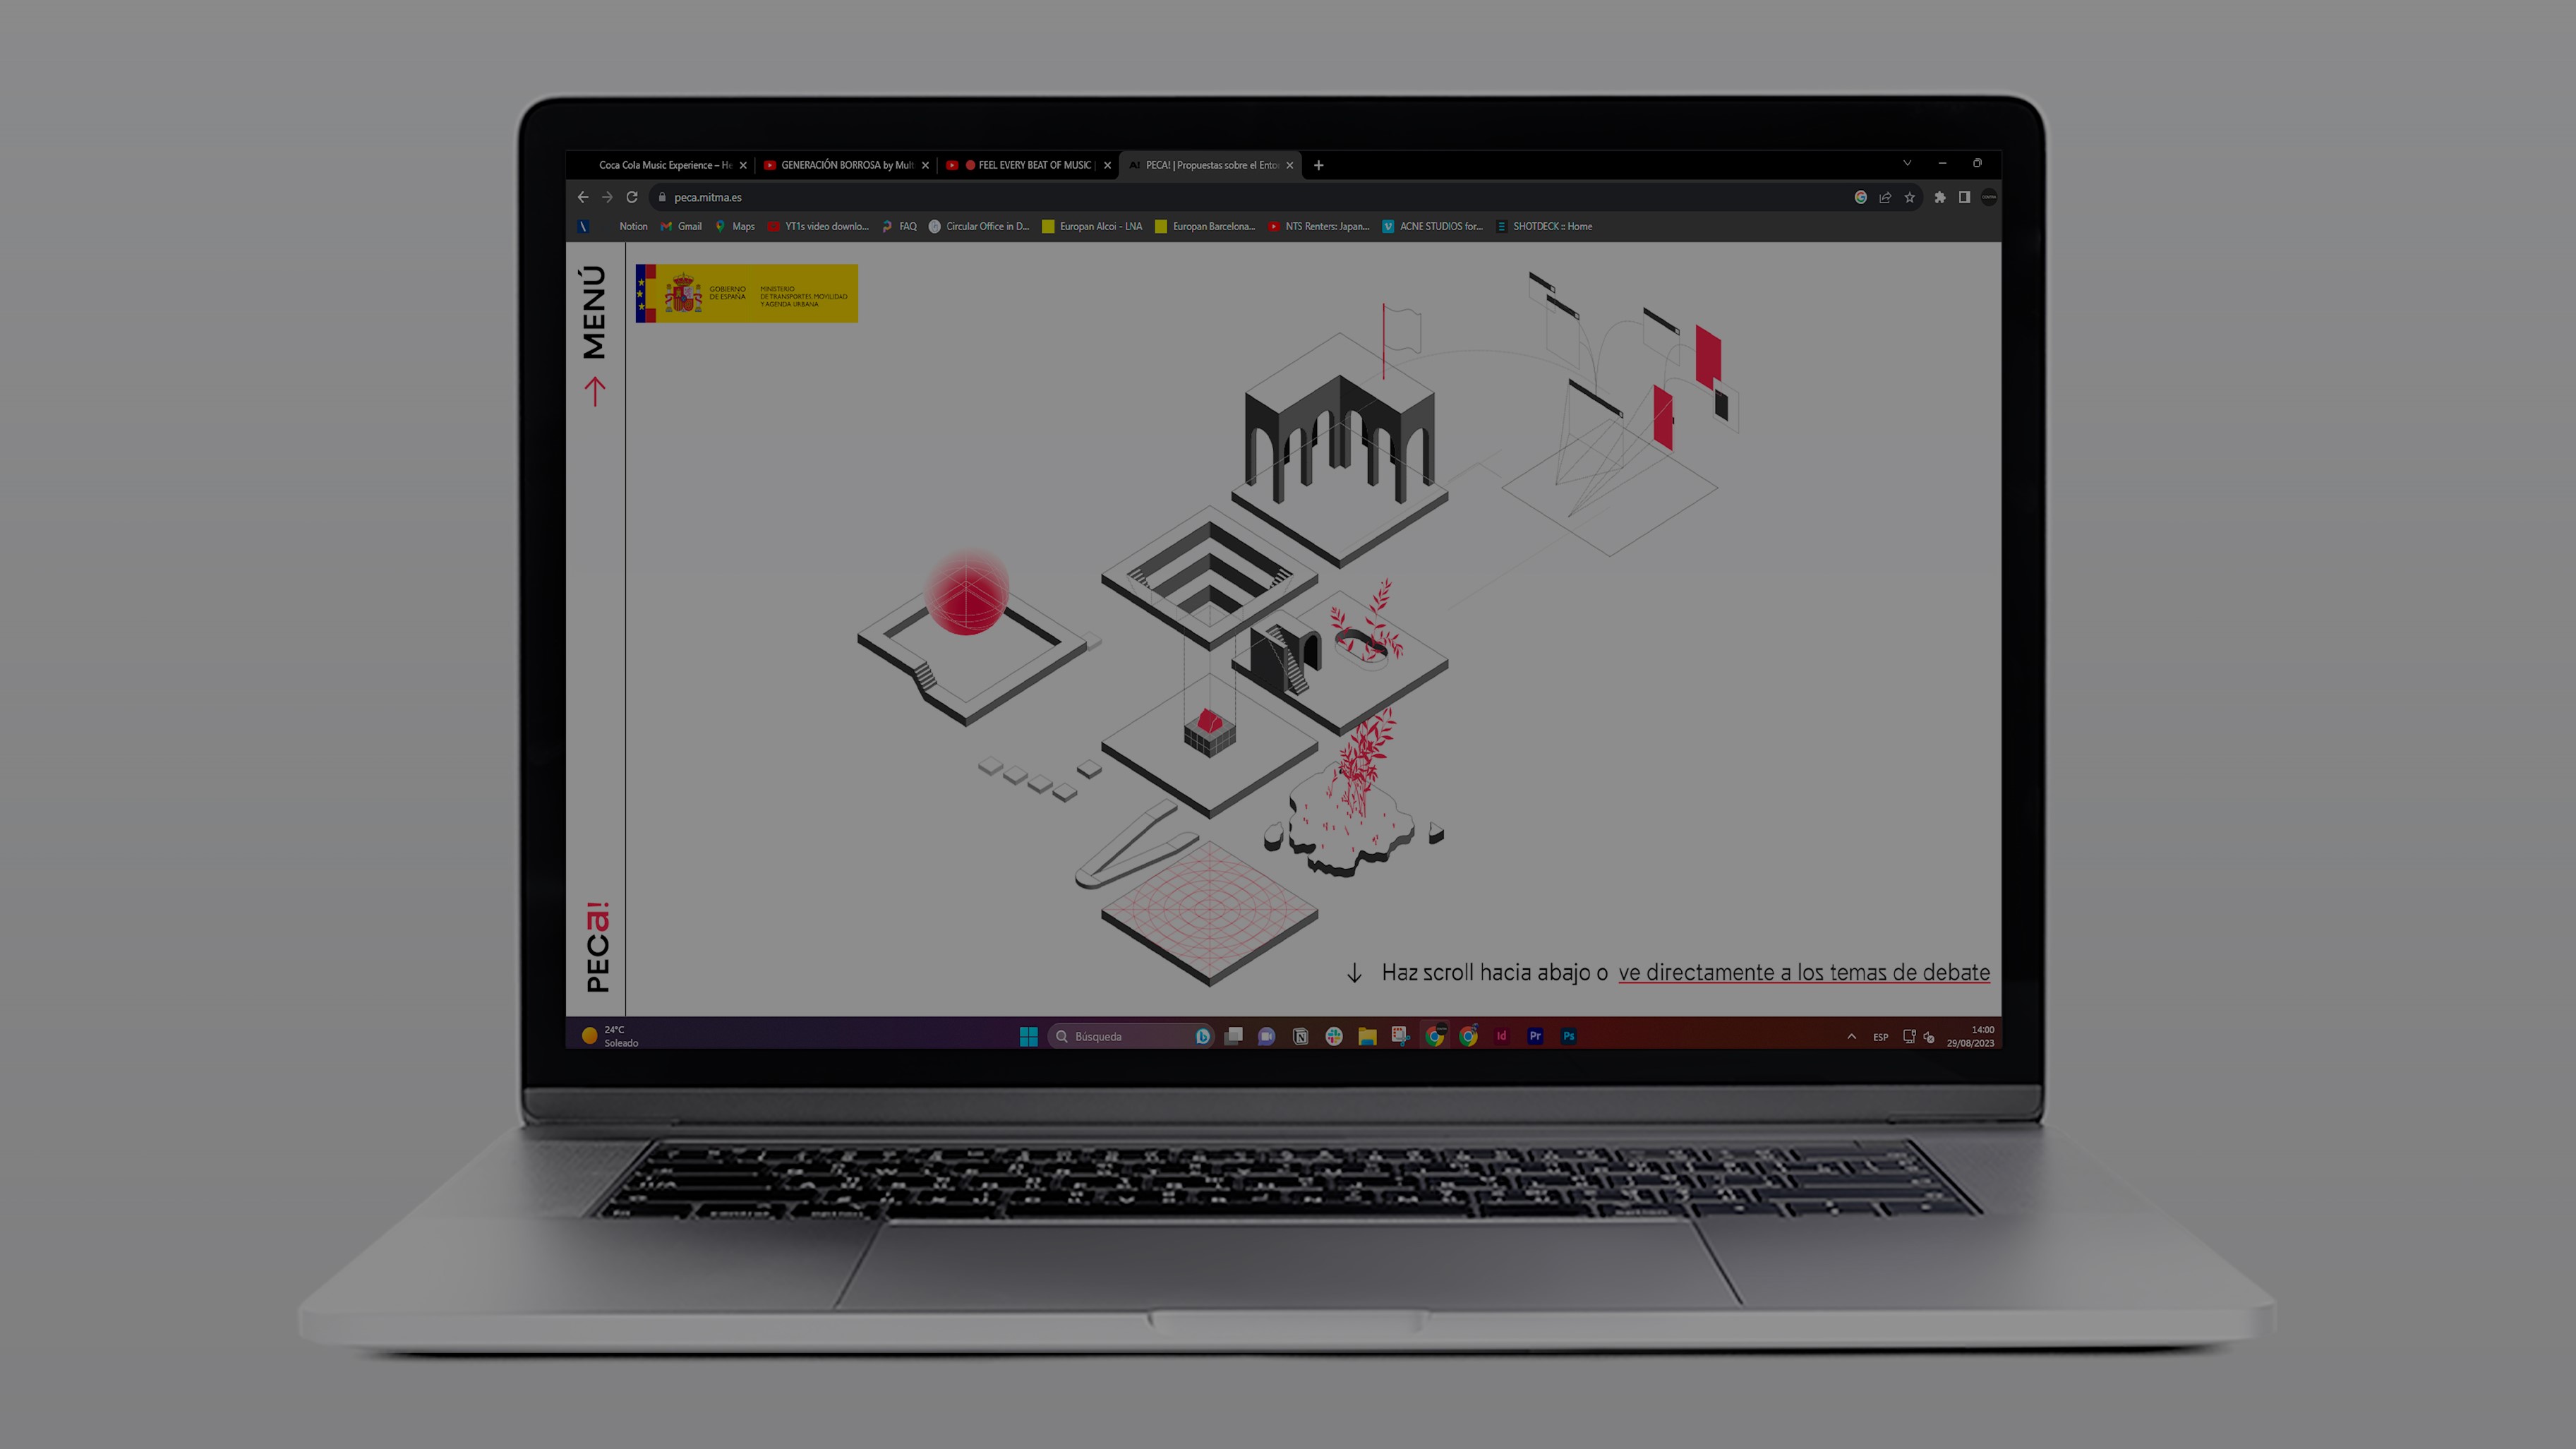 Coca Cola Music Experience – He
GENERACIÓN BORROSA by Mult
FEEL EVERY BEAT OF MUSIC |
A! PECA! | Propuestas sobre el Ento
peca.mitma.es
Notion
Gmail
Maps
YT1s video downlo...
FAQ
Circular Office in D...
Europan Alcoi - LNA
Europan Barcelona...
NTS Renters: Japan...
ACNE STUDIOS for...
SHOTDECK :: Home
MENÚ
GOBIERNO
DE ESPAÑA
MINISTERIO
DE TRANSPORTES, MOVILIDAD
Y AGENDA URBANA
PECa!
Haz scroll hacia abajo o ve directamente a los temas de debate
24°C
Soleado
Búsqueda
Id
Pr
Ps
ESP
14:00
29/08/2023